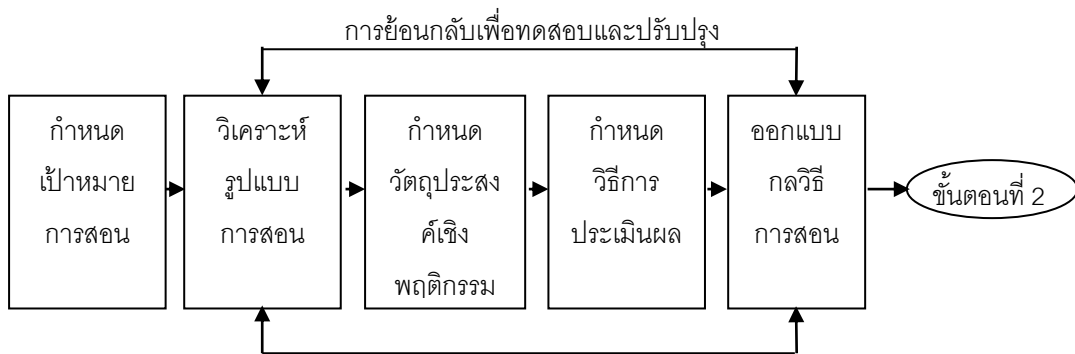 การย้อนกลับเพื่อทดสอบและปรับปรุง
กำหนด
เป้าหมาย
การสอน
วิเคราะห์
รูปแบบ
การสอน
กำหนด
วัตถุประสง
ค์เชิง
พฤติกรรม
กำหนด
วิธีการ
ประเมินผล
ออกแบบ
กลวิธี
การสอน
ขั้นตอนที่ 2